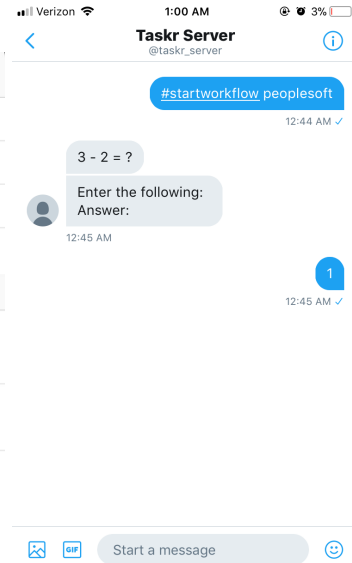 Verizon 1:00 AM 3%
Taskr Server
@taskr_server
#startworkflow peoplesoft
12:44 AM ✓
3 - 2 = ?
Enter the following:
Answer:
12:45 AM
1
12:45 AM ✓
GIF Start a message